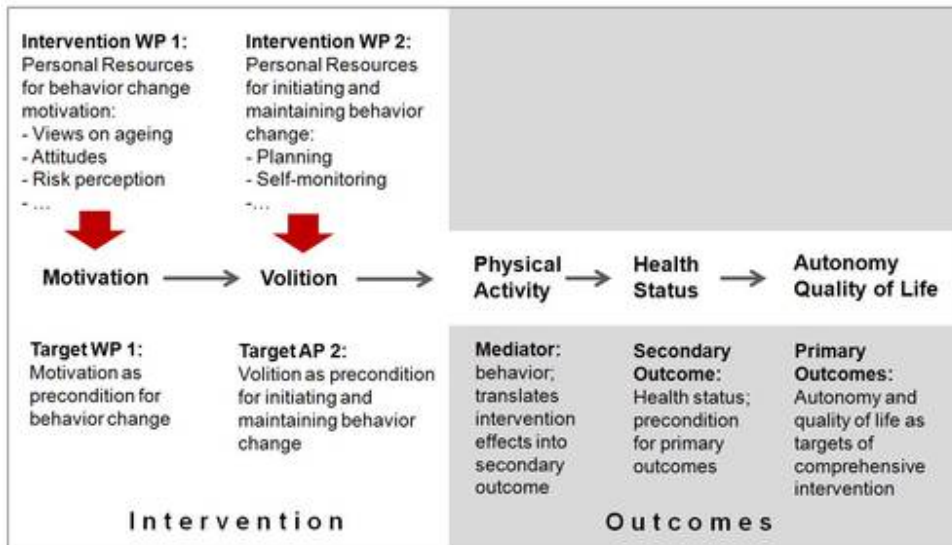 Intervention WP 1:
Personal Resources
for behavior change
motivation:
- Views on ageing
- Attitudes
- Risk perception
- ...
Intervention WP 2:
Personal Resources
for initiating and
maintaining behavior
change:
- Planning
- Self-monitoring
-...
Motivation
Volition
Physical
Activity
Health
Status
Autonomy
Quality of Life
Target WP 1:
Motivation as
precondition for
behavior change
Target AP 2:
Volition as precondition
for initiating and
maintaining behavior
change
Mediator:
behavior;
translates
intervention
effects into
secondary
outcome
Secondary
Outcome:
Health status;
precondition
for primary
outcomes
Primary
Outcomes:
Autonomy and
quality of life as
targets of
comprehensive
intervention
Intervention
Outcomes